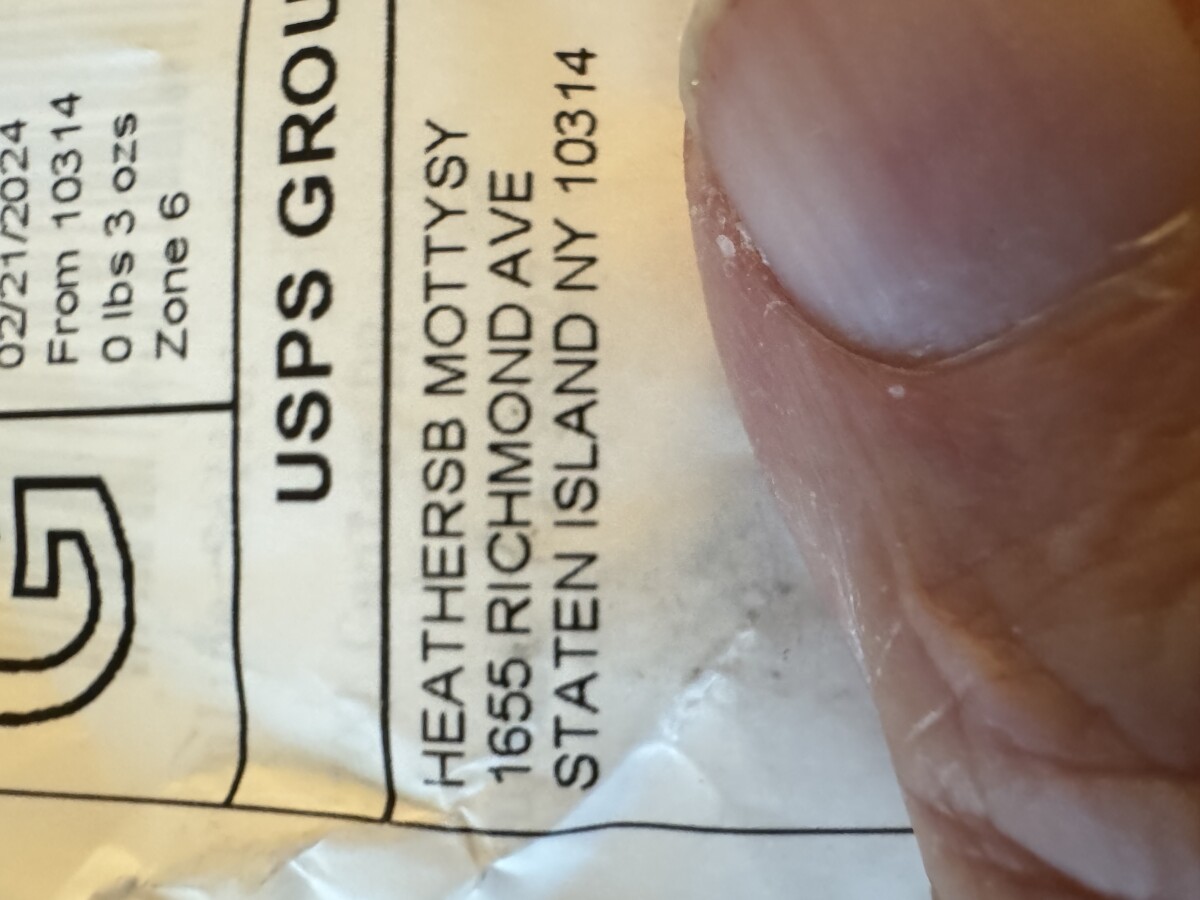 G
02/21/2024
From 10314
0 lbs 3 ozs
Zone 6
USPS
HEATHERSB MOTTYSY
1655 RICHMOND AVE
STATEN ISLAND NY 10314